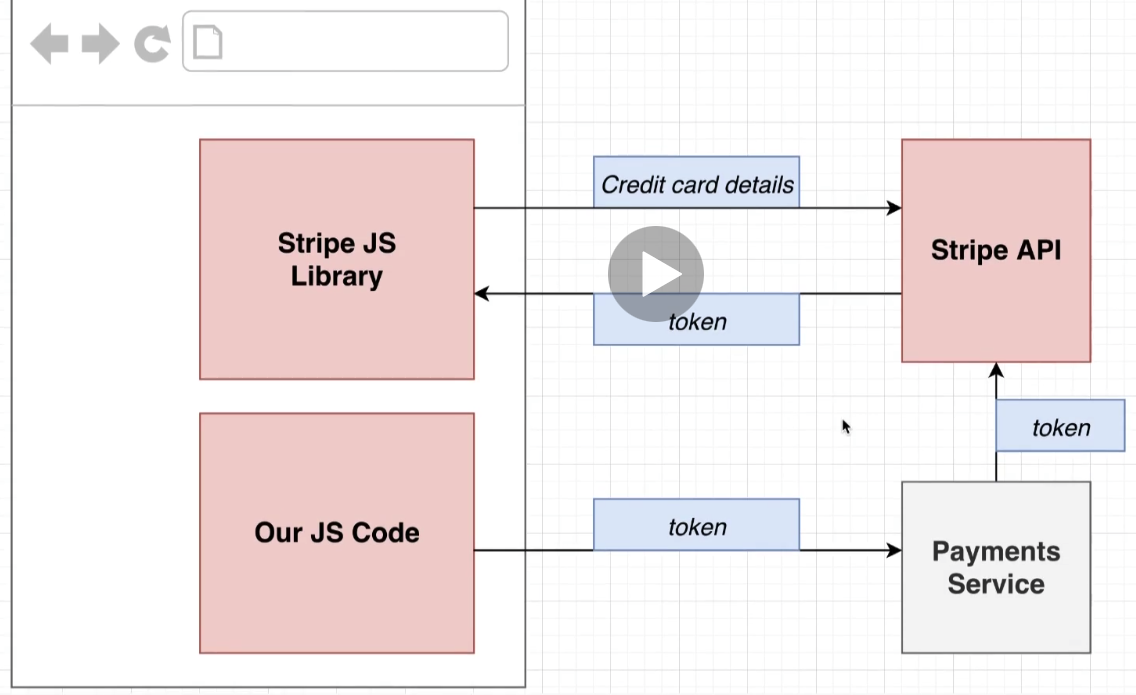 Credit card details
Stripe JS
Library
Stripe API
token
token
Our JS Code
token
Payments
Service